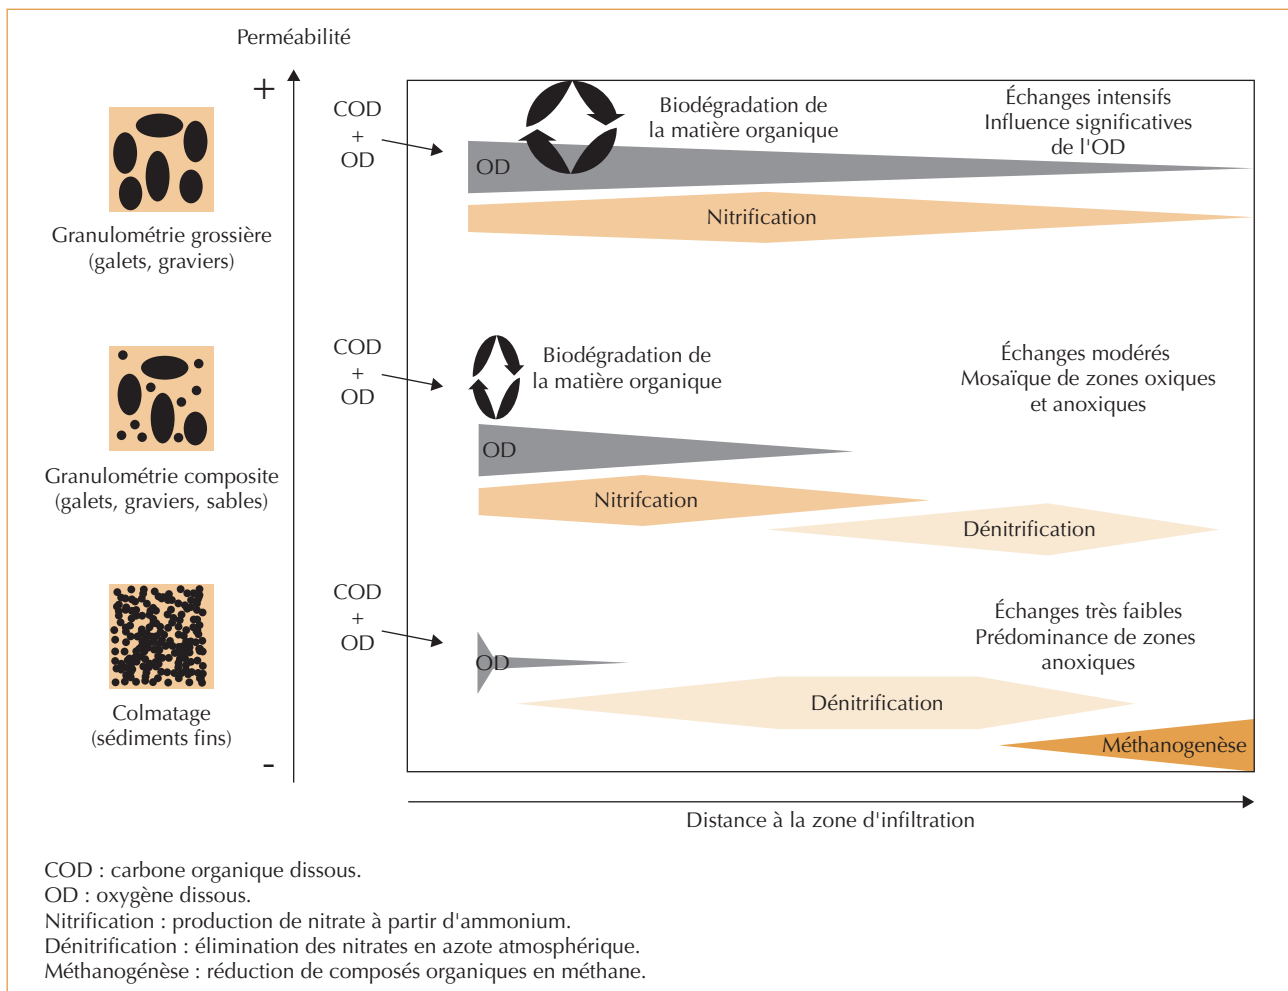 Perméabilité
+
Granulométrie grossière
(galets, graviers)
COD
+
OD
OD
Biodégradation de
la matière organique
Échanges intensifs
Influence significatives
de l'OD
Nitrification
Granulométrie composite
(galets, graviers, sables)
COD
+
OD
Biodégradation de
la matière organique
Échanges modérés
Mosaïque de zones oxiques
et anoxiques
OD
Nitrifcation
Dénitrification
Colmatage
(sédiments fins)
-
COD
+
OD
Échanges très faibles
Prédominance de zones
anoxiques
OD
Dénitrification
Méthanogenèse
Distance à la zone d'infiltration
COD : carbone organique dissous.
OD : oxygène dissous.
Nitrification : production de nitrate à partir d'ammonium.
Dénitrification : élimination des nitrates en azote atmosphérique.
Méthanogénèse : réduction de composés organiques en méthane.